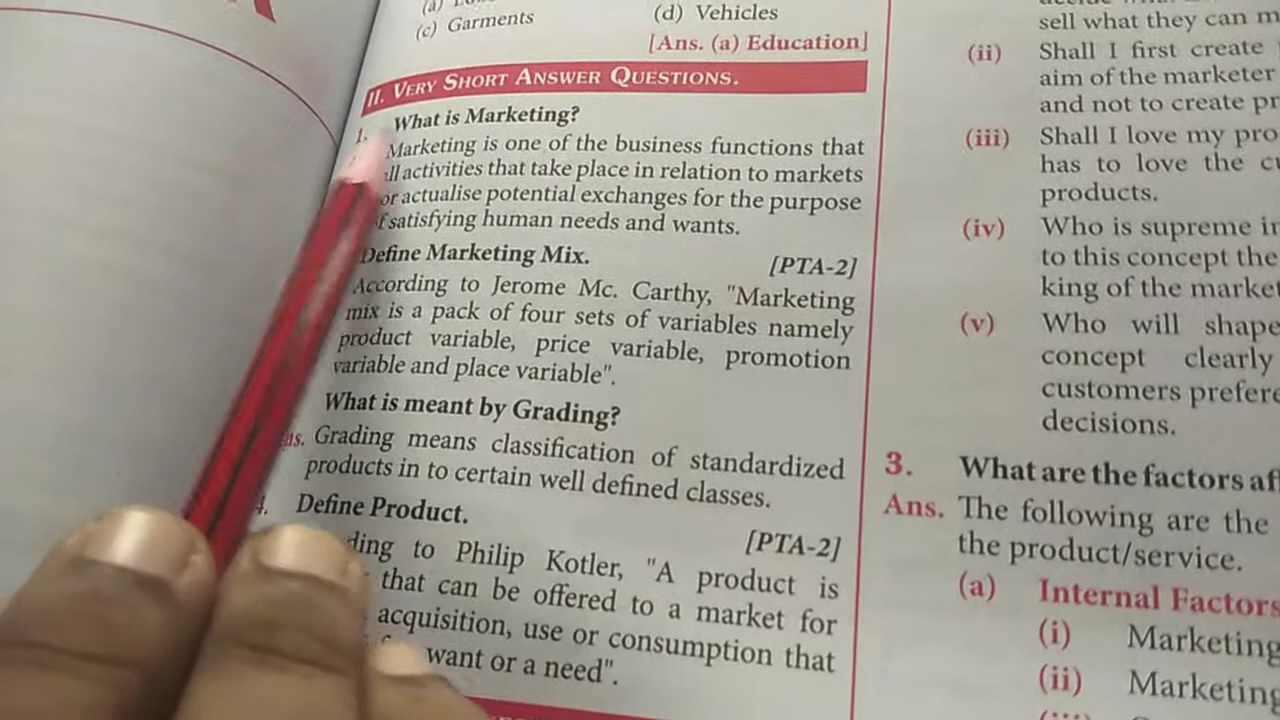 (c) Garments
(d) Vehicles
[Ans. (a) Education]
II. VERY SHORT ANSWER QUESTIONS.
1. What is Marketing?
Marketing is one of the business functions that
activities that take place in relation to markets
or actualise potential exchanges for the purpose
satisfying human needs and wants.
Define Marketing Mix. [PTA-2]
According to Jerome Mc. Carthy, "Marketing
mix is a pack of four sets of variables namely
product variable, price variable, promotion
variable and place variable".
What is meant by Grading?
Grading means classification of standardized
products in to certain well defined classes.
4. Define Product. [PTA-2]
to Philip Kotler, "A product is
that can be offered to a market for
acquisition, use or consumption that
want or a need".
sell what they can
(ii) Shall I first create
aim of the marketer
and not to create
(iii) Shall I love my
has to love the
products.
(iv) Who is supreme
to this concept the
king of the market
(v) Who will shape
concept clearly
customers
decisions.
3. What are the factors
Ans. The following are the
the product/service.
(a) Internal Factors
(i) Marketing
(ii) Marketing